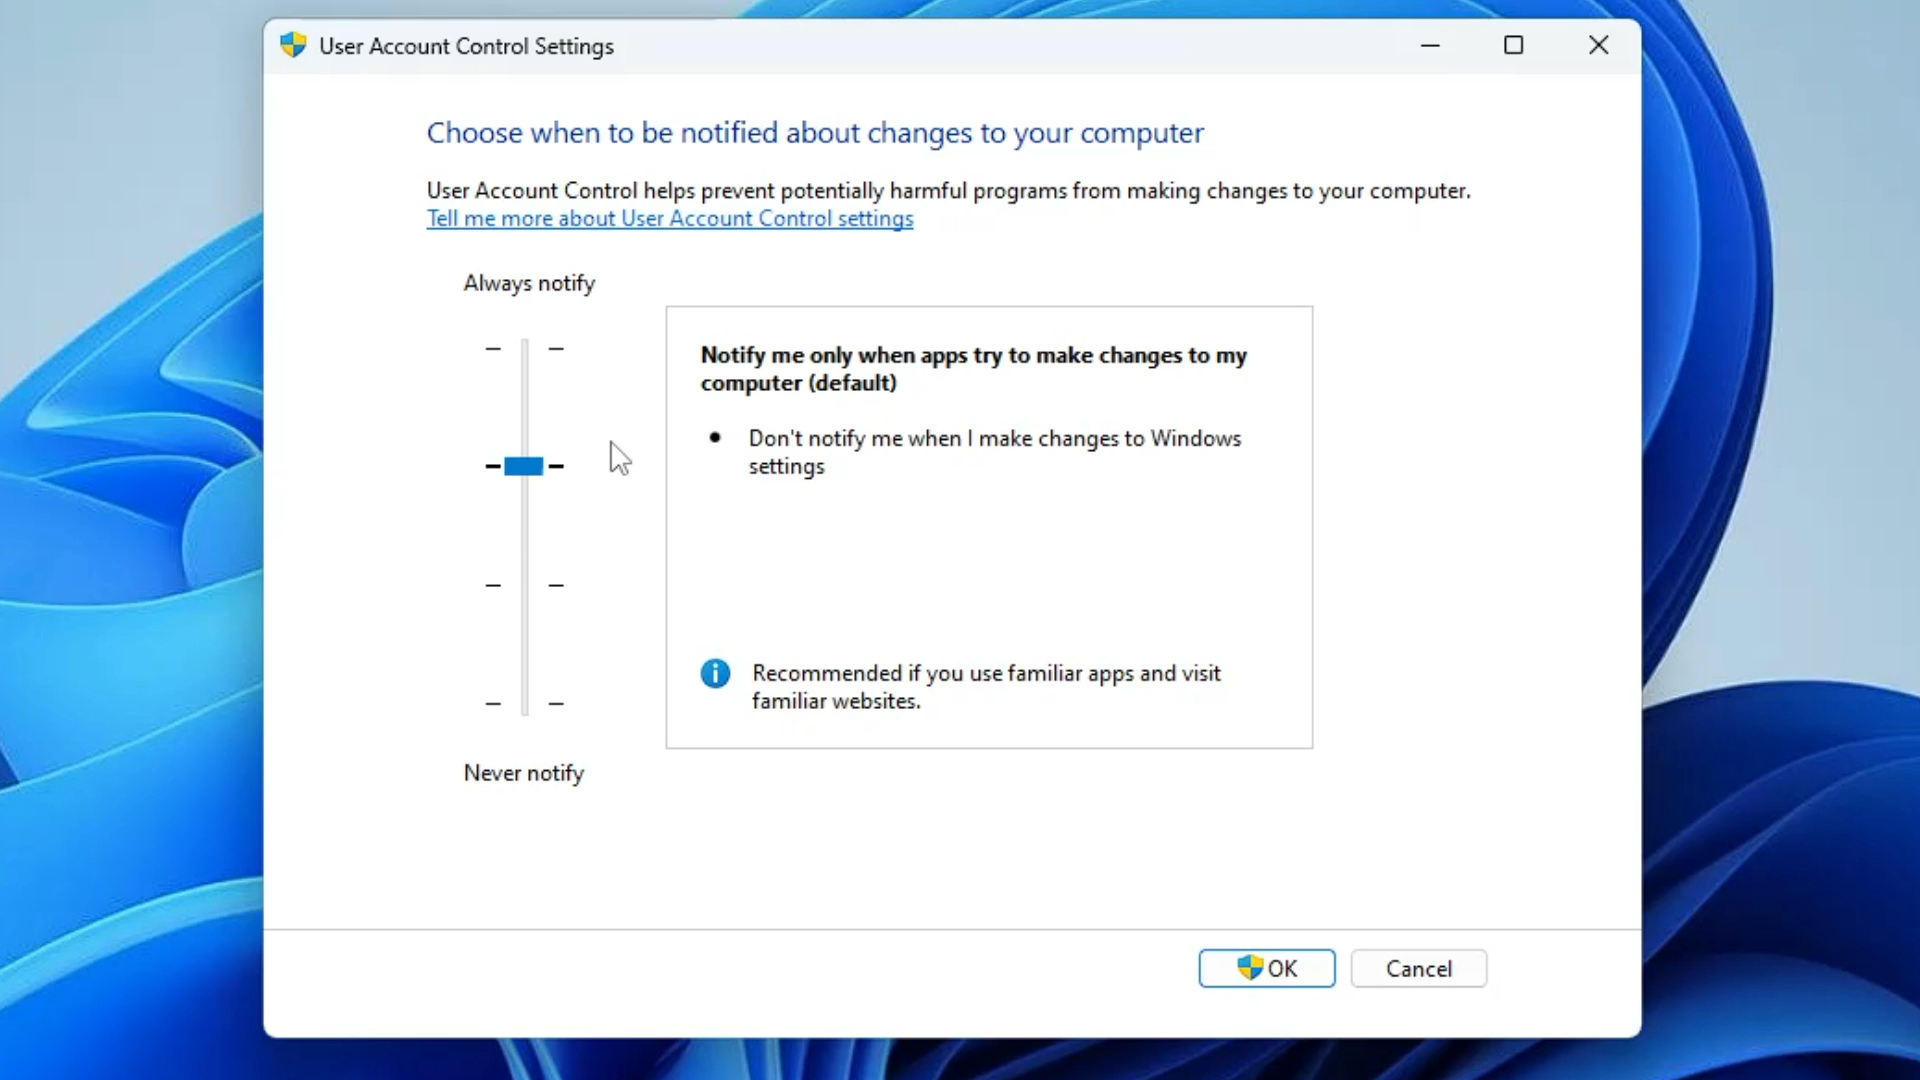 User Account Control Settings
Choose when to be notified about changes to your computer
User Account Control helps prevent potentially harmful programs from making changes to your computer.
Tell me more about User Account Control settings
Always notify
Notify me only when apps try to make changes to my
computer (default)
Don't notify me when I make changes to Windows
settings
Recommended if you use familiar apps and visit
familiar websites.
Never notify
OK
Cancel